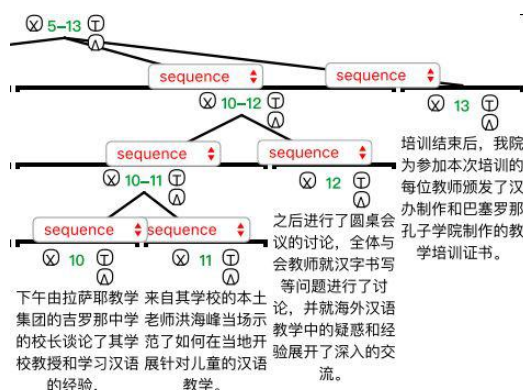 X 5-13 T
Λ
sequence
sequence
X 10-12 T
Λ
X 13 T
Λ
sequence
sequence
培训结束后，我院
为参加本次培训的
每位教师颁发了汉
办制作和巴塞罗那
孔子学院制作的教
学培训证书。
X 10-11 T
Λ
X 12 T
Λ
sequence
sequence
之后进行了圆桌会
议的讨论，全体与
会教师就汉字书写
等问题进行了讨
论，并就海外汉语
教学中的疑惑和经
验展开了深入的交
流。
X 10 T
Λ
X 11 T
Λ
下午由拉萨耶教学
集团的吉罗那中学
的校长谈论了其学
校教授和学习汉语
的经验，
来自其学校的本土
老师洪海峰当场示
范了如何在当地开
展针对儿童的汉语
教学。